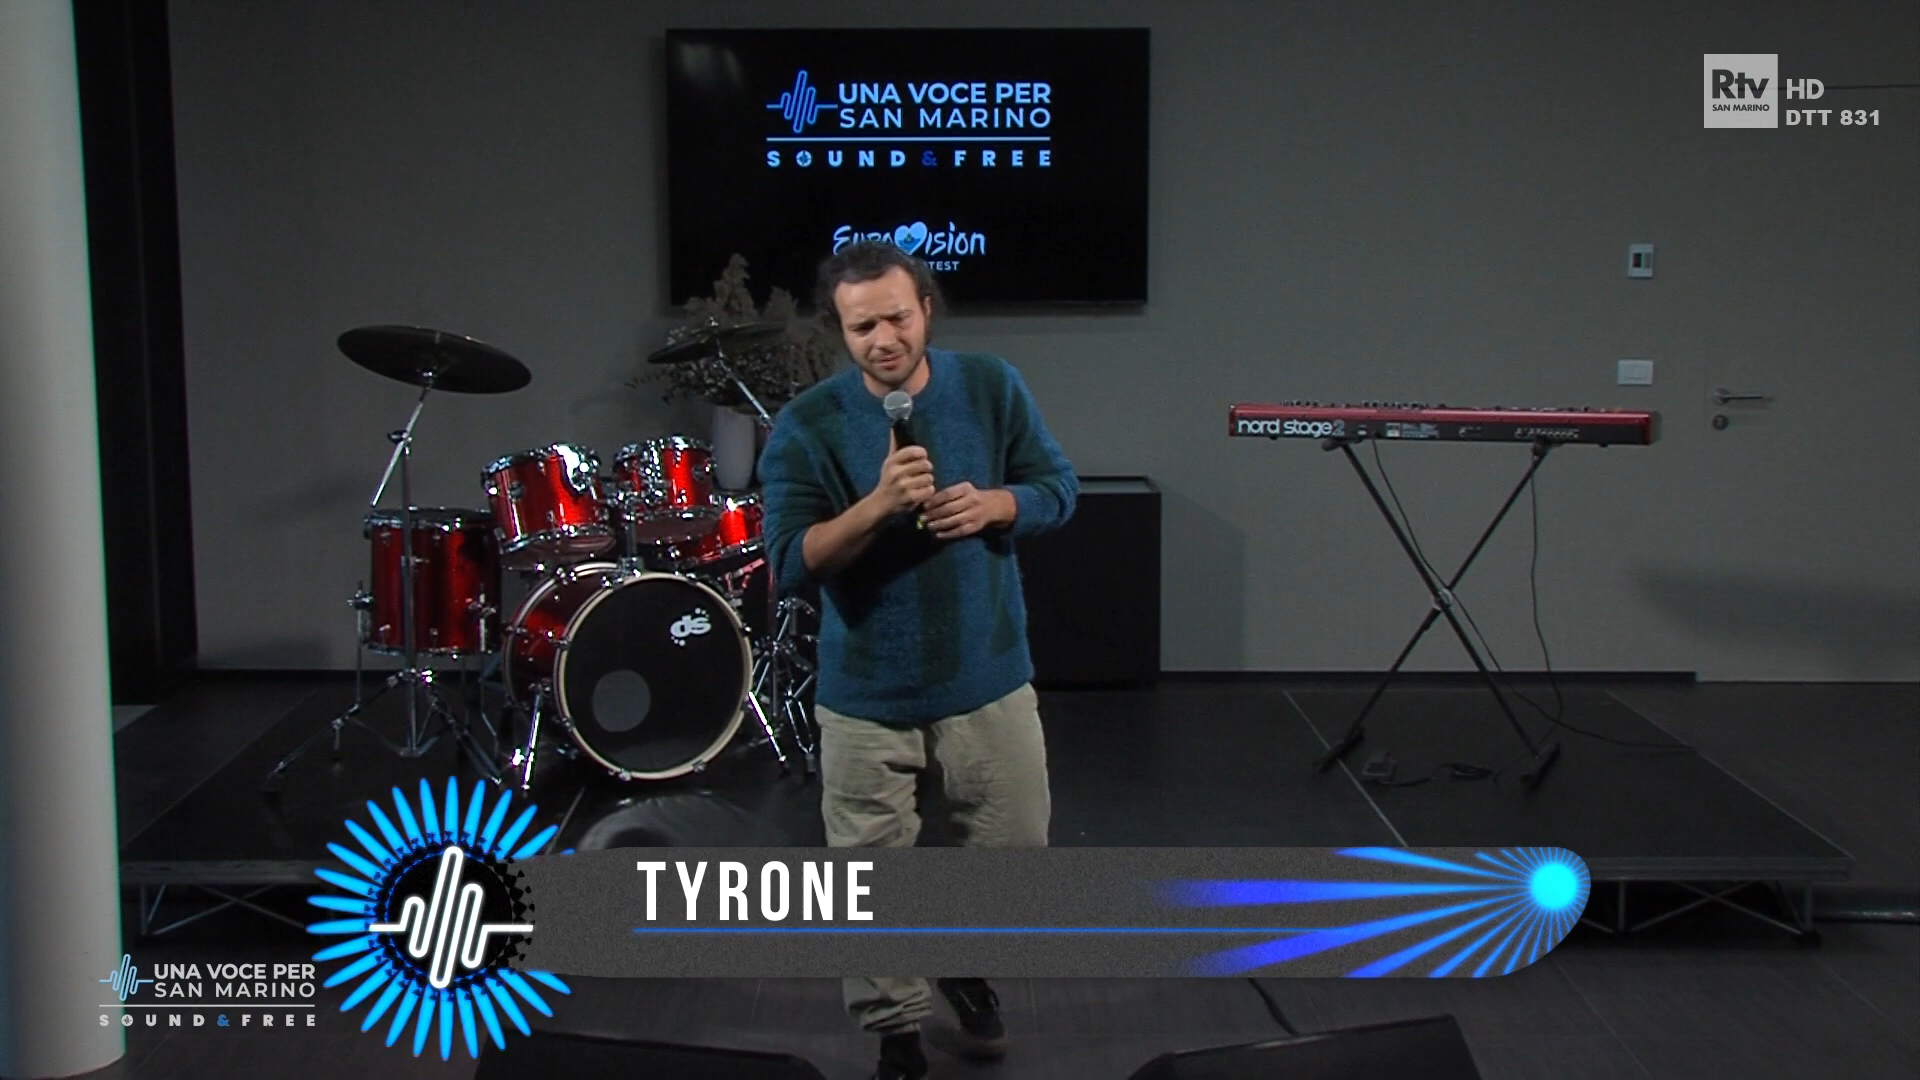 UNA VOCE PER
SAN MARINO
SOUND & FREE
EUROVISION
TEST
Rtv
SAN MARINO
HD
DTT 831
nord stage 2
ds
TYRONE
UNA VOCE PER
SAN MARINO
SOUND & FREE